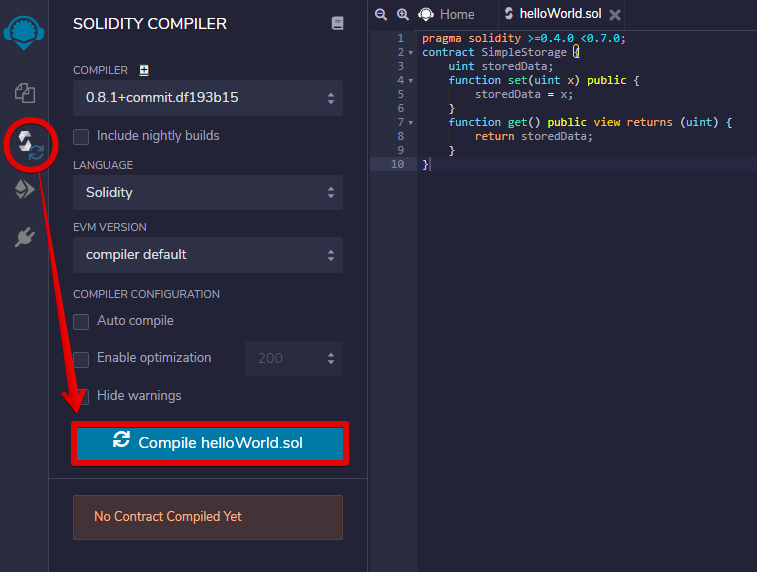 SOLIDITY COMPILER
COMPILER
0.8.1+commit.df193b15
Include nightly builds
LANGUAGE
Solidity
EVM VERSION
compiler default
COMPILER CONFIGURATION
Auto compile
Enable optimization 200
Hide warnings
Compile helloWorld.sol
No Contract Compiled Yet
Home helloWorld.sol
1 pragma solidity >=0.4.0 <0.7.0;
2 contract SimpleStorage {
3 uint storedData;
4 function set(uint x) public {
5 storedData = x;
6 }
7 function get() public view returns (uint) {
8 return storedData;
9 }
10 }